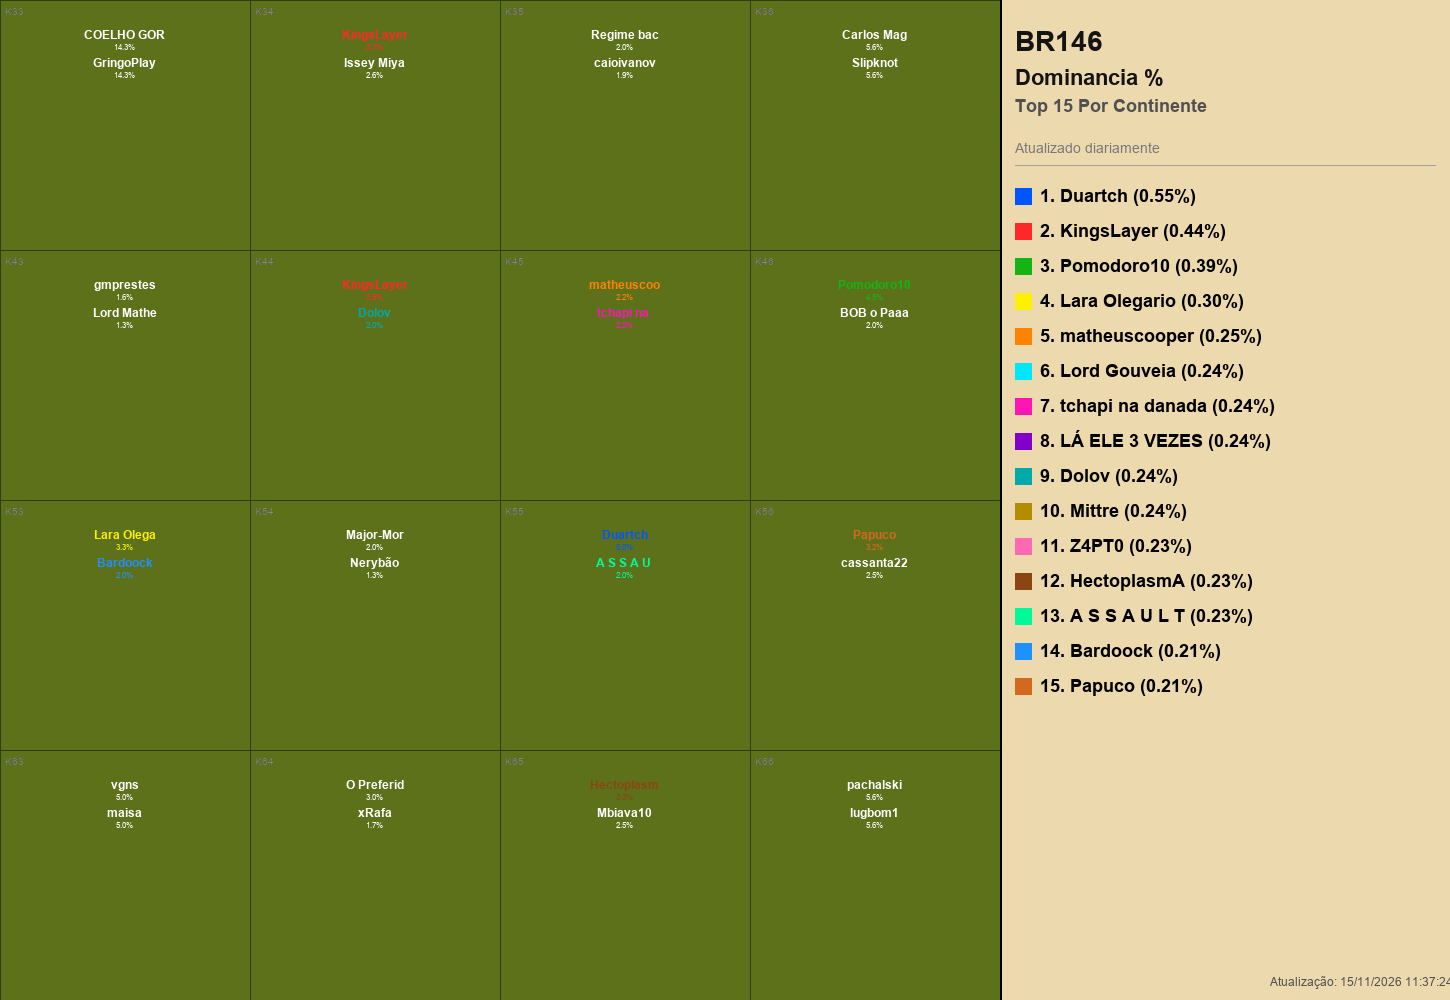 K33
COELHO GOR
14.3%
GringoPlay
14.3%
K34
KingsLayer
Issey Miya
2.6%
K35
Regime bac
2.0%
caioivanov
1.9%
K36
Carlos Mag
5.6%
Slipknot
5.6%
K43
gmprestes
1.6%
Lord Mathe
1.3%
K44
KingsLayer
Dolov
2.0%
K45
matheuscoo
2.2%
tchapi na
K46
Pomodoro10
BOB o Paaa
2.0%
K53
Lara Olega
3.3%
Bardoock
2.0%
K54
Major-Mor
2.0%
Nerybão
1.3%
K55
Duartch
A S S A U
2.0%
K56
Papuco
cassanta22
2.5%
K63
vgns
5.0%
maisa
5.0%
K64
O Preferid
3.0%
xRafa
1.7%
K65
Hectoplasm
Mbiava10
2.5%
K66
pachalski
5.6%
lugbom1
5.6%
BR146
Dominancia %
Top 15 Por Continente
Atualizado diariamente
1. Duartch (0.55%)
2. KingsLayer (0.44%)
3. Pomodoro10 (0.39%)
4. Lara Olegario (0.30%)
5. matheuscooper (0.25%)
6. Lord Gouveia (0.24%)
7. tchapi na danada (0.24%)
8. LÁ ELE 3 VEZES (0.24%)
9. Dolov (0.24%)
10. Mittre (0.24%)
11. Z4PT0 (0.23%)
12. HectoplasmA (0.23%)
13. A S S A U L T (0.23%)
14. Bardoock (0.21%)
15. Papuco (0.21%)
Atualização: 15/11/2026 11:37:24